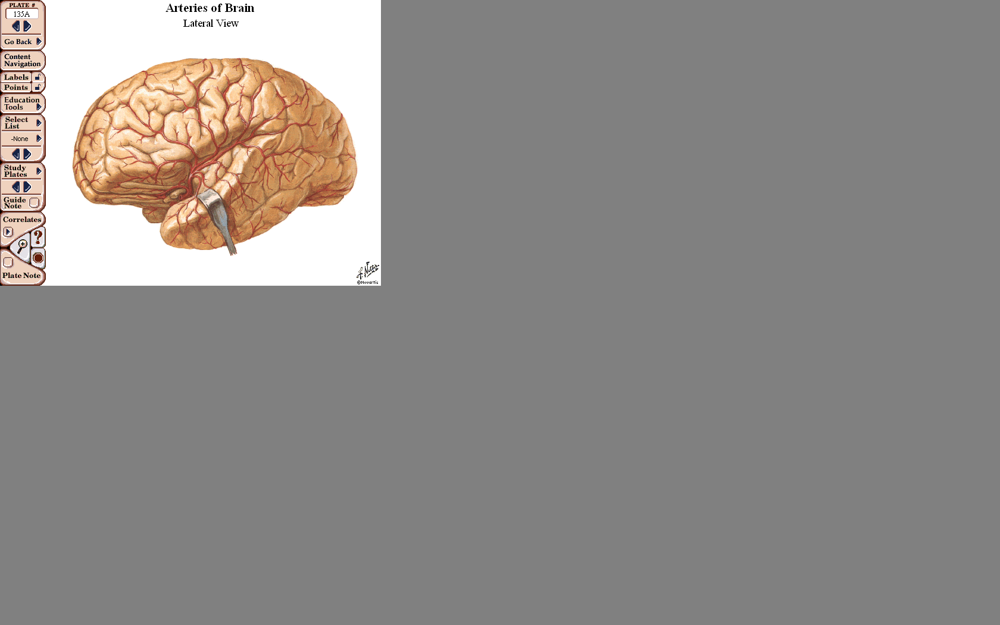 PLATE #
135A
Go Back
Content
Navigation
Labels
Points
Education
Tools
Select
List
-None
Study
Plates
Guide
Note
Correlates
?
Plate Note
Arteries of Brain
Lateral View
F. Netter
©Novartis